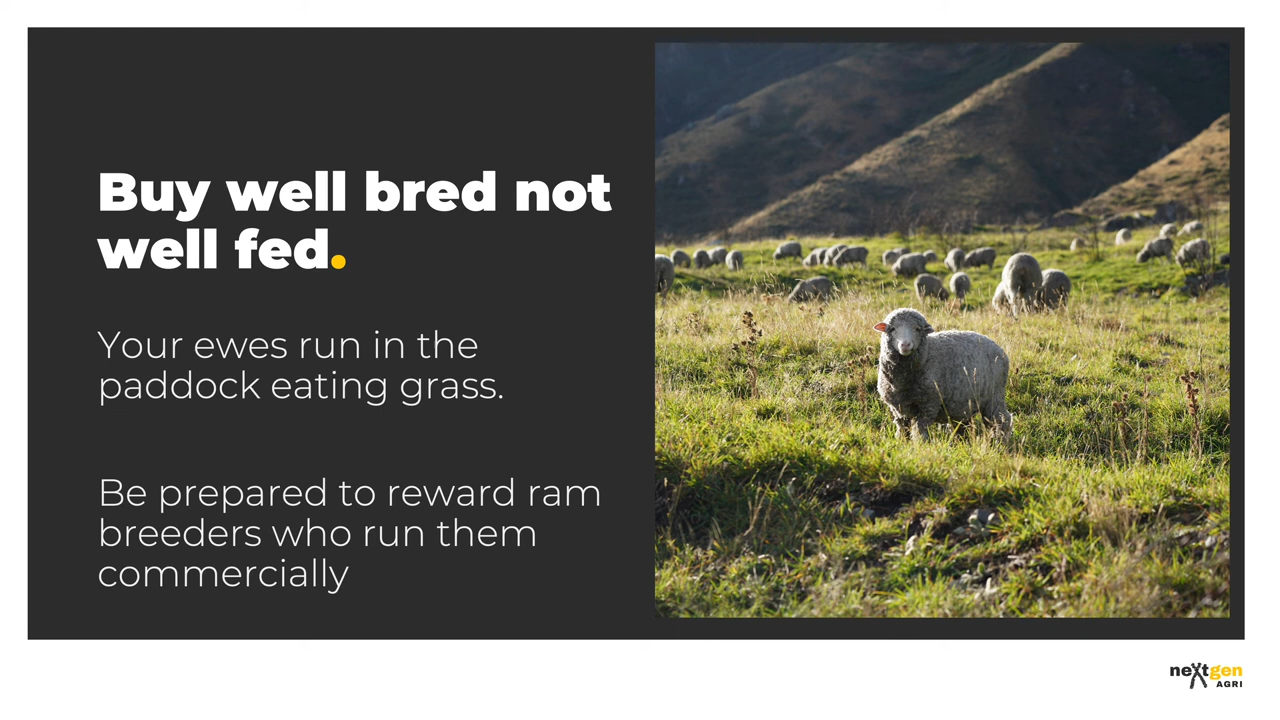 Buy well bred not
well fed.
Your ewes run in the
paddock eating grass.
Be prepared to reward ram
breeders who run them
commercially
nextgen
AGRI